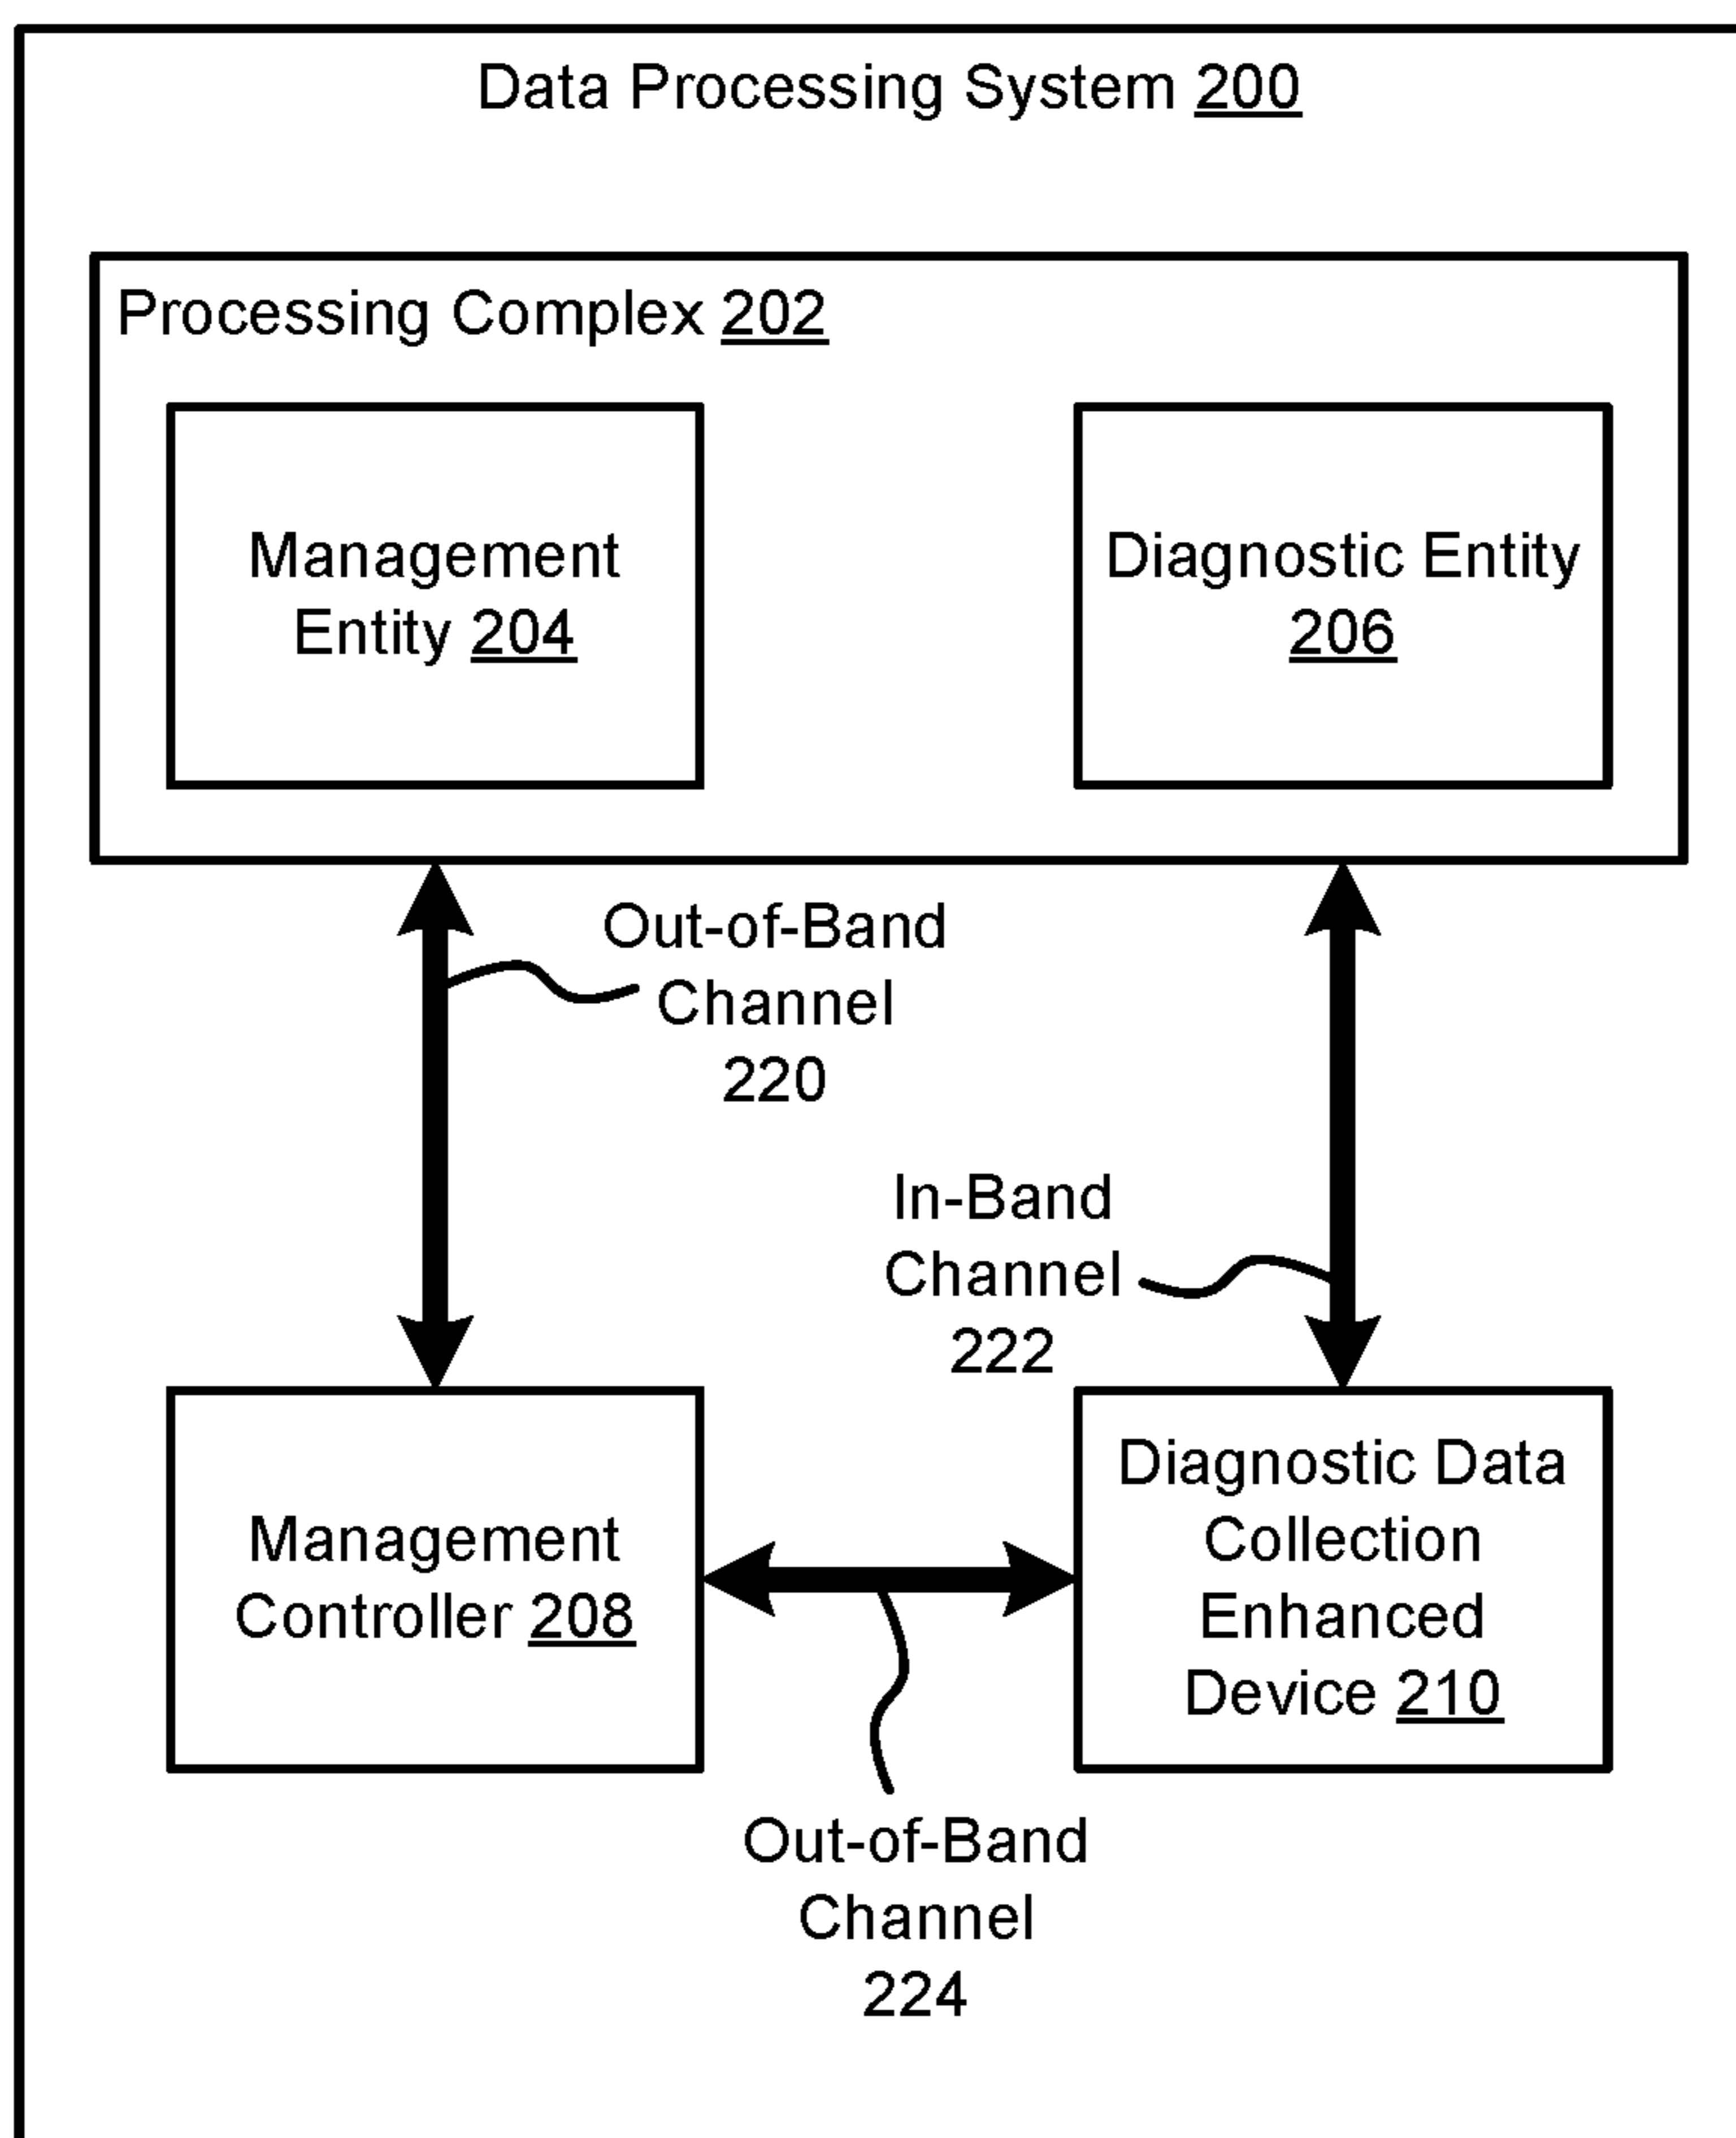 Data Processing System 200
Processing Complex 202
Management
Entity 204
Diagnostic Entity
206
Out-of-Band
Channel
220
In-Band
Channel
222
Management
Controller 208
Diagnostic Data
Collection
Enhanced
Device 210
Out-of-Band
Channel
224